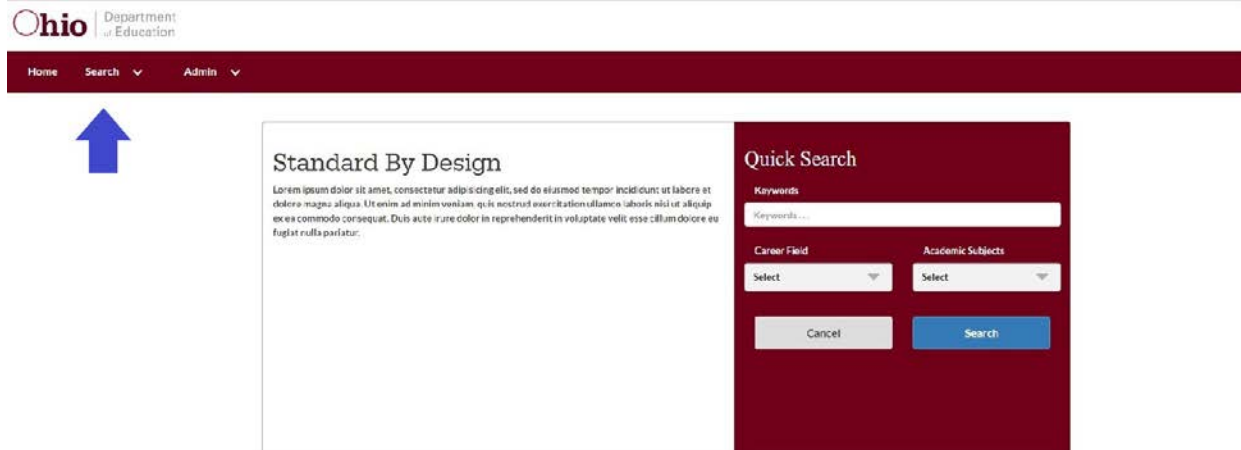 Ohio Department
of Education
Home Search Admin
Standard By Design
Lorem ipsum dolor sit amet, consectetur adipisicing elit, sed do eiusmod tempor incididunt ut labore et
dolore magna aliqua. Ut enim ad minim veniam, quis nostrud exercitation ullamco laboris nisi ut aliquip
ex ea commodo consequat. Duis aute irure dolor in reprehenderit in voluptate velit esse cillum dolore eu
fugiat nulla pariatur.
Quick Search
Keywords
Keywords...
Career Field Academic Subjects
Select Select
Cancel Search